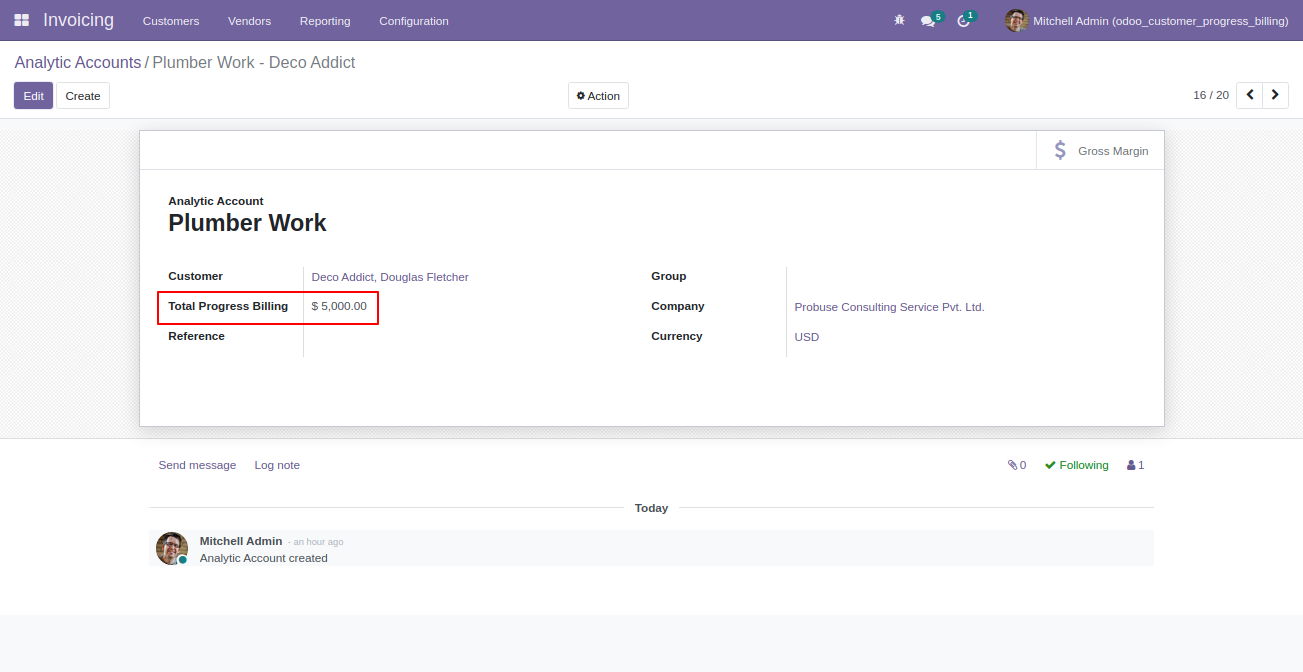 Invoicing Customers Vendors Reporting Configuration 5 1 Mitchell Admin (odoo_customer_progress_billing)
Analytic Accounts / Plumber Work - Deco Addict
Edit Create Action 16 / 20
$ Gross Margin
Analytic Account
Plumber Work
Customer Deco Addict, Douglas Fletcher Group
Total Progress Billing $ 5,000.00 Company Probuse Consulting Service Pvt. Ltd.
Reference Currency USD
Send message Log note 0 Following 1
Today
Mitchell Admin - an hour ago
Analytic Account created